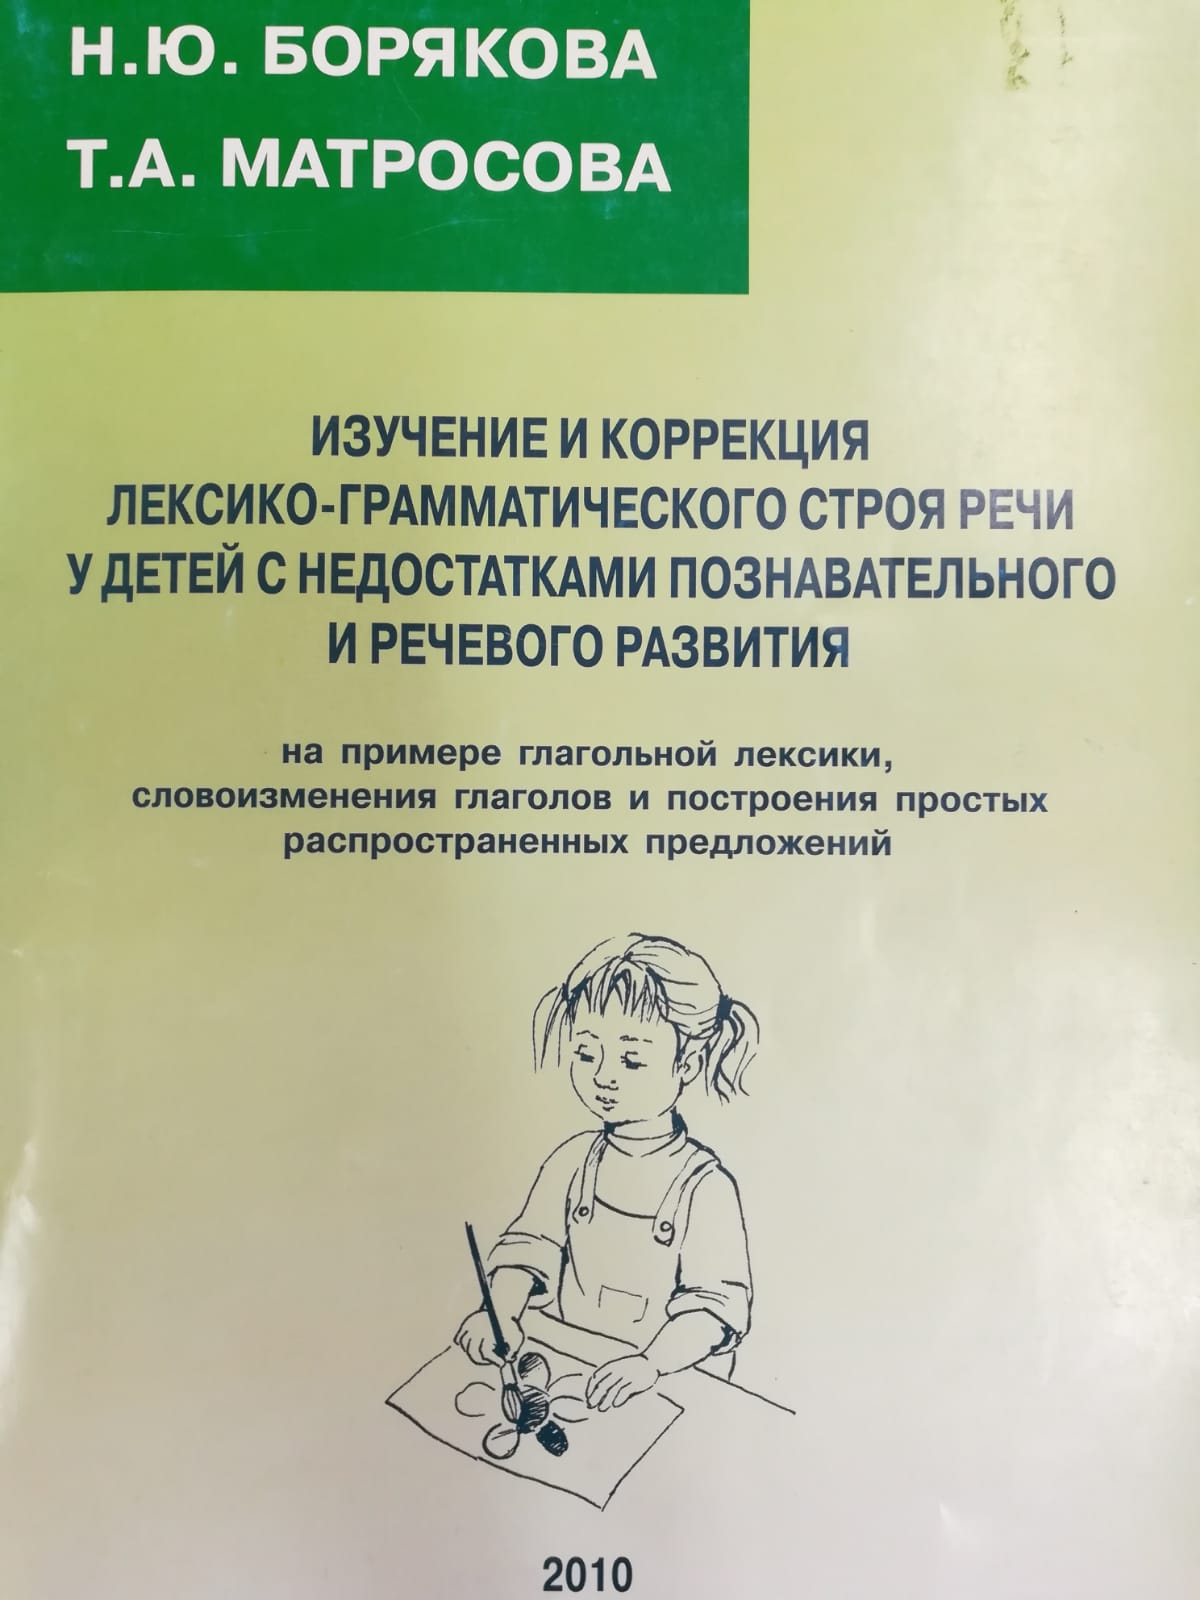 Н.Ю. БОРЯКОВА
Т.А. МАТРОСОВА
ИЗУЧЕНИЕ И КОРРЕКЦИЯ
ЛЕКСИКО-ГРАММАТИЧЕСКОГО СТРОЯ РЕЧИ
У ДЕТЕЙ С НЕДОСТАТКАМИ ПОЗНАВАТЕЛЬНОГО
И РЕЧЕВОГО РАЗВИТИЯ
на примере глагольной лексики,
словоизменения глаголов и построения простых
распространенных предложений
2010